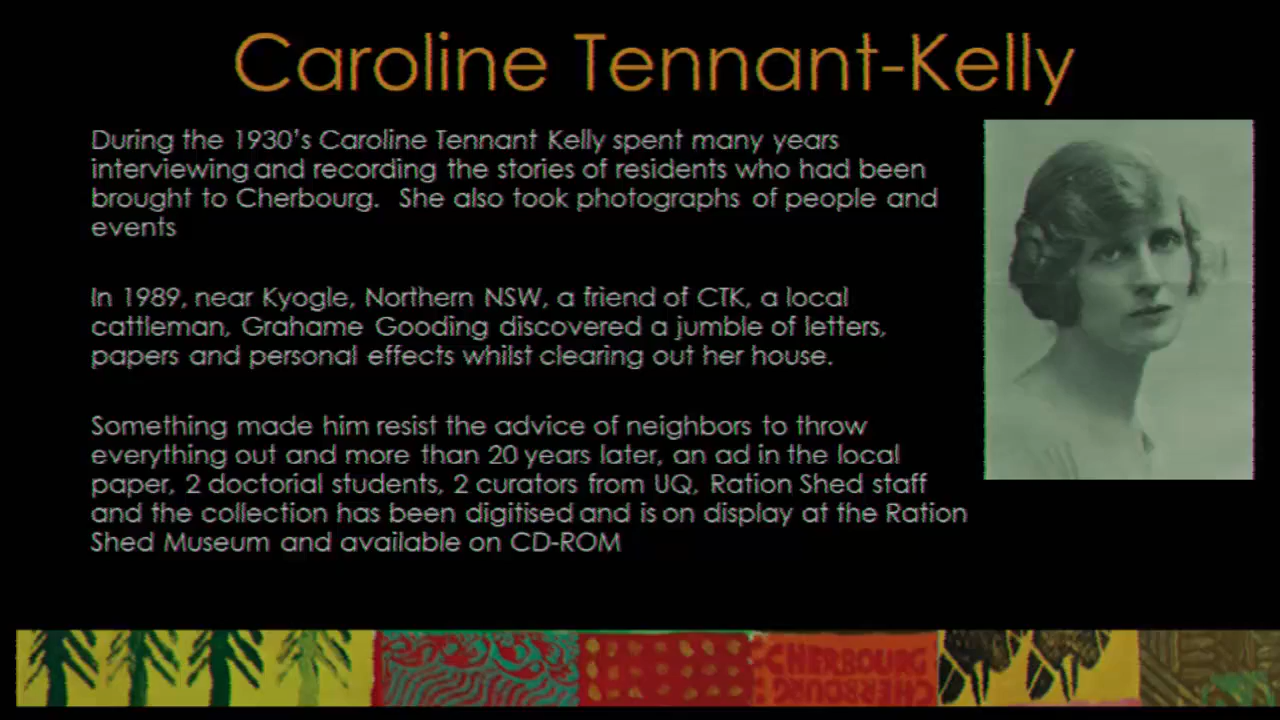 Caroline Tennant-Kelly
During the 1930's Caroline Tennant Kelly spent many years
interviewing and recording the stories of residents who had been
brought to Cherbourg. She also took photographs of people and
events
In 1989, near Kyogle, Northern NSW, a friend of CTK, a local
cattleman, Grahame Gooding discovered a jumble of letters,
papers and personal effects whilst clearing out her house.
Something made him resist the advice of neighbors to throw
everything out and more than 20 years later, an ad in the local
paper, 2 doctorial students, 2 curators from UQ, Ration Shed staff
and the collection has been digitised and is on display at the Ration
Shed Museum and available on CD-ROM
CHERBOURG
CHERBOURG